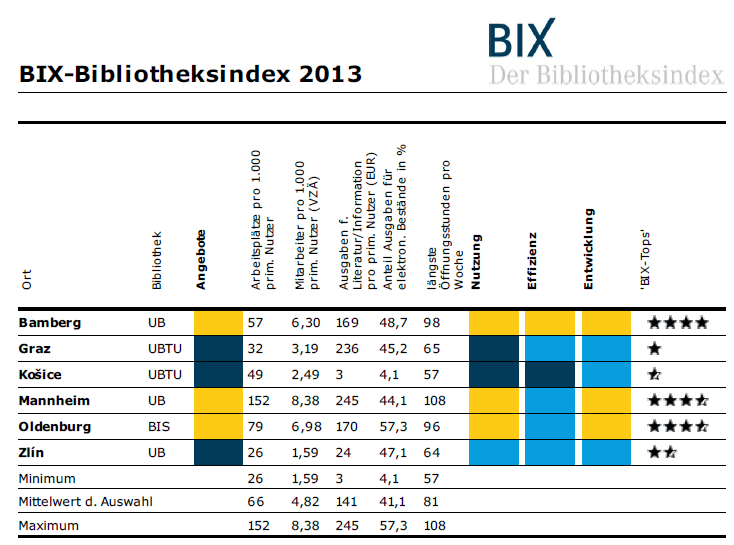 BIX
Der Bibliotheksindex
BIX-Bibliotheksindex 2013
Ort
Bibliothek
Angebote
Arbeitsplätze pro 1.000
prim. Nutzer
Mitarbeiter pro 1.000
prim. Nutzer (VZÄ)
Ausgaben f.
Literatur/Information
pro prim. Nutzer (EUR)
Anteil Ausgaben für
elektron. Bestände in %
längste
Öffnungsstunden pro
Woche
Nutzung
Effizienz
Entwicklung
'BIX-Tops'
Bamberg UB 57 6,30 169 48,7 98
Graz UBTU 32 3,19 236 45,2 65
Košice UBTU 49 2,49 3 4,1 57
Mannheim UB 152 8,38 245 44,1 108
Oldenburg BIS 79 6,98 170 57,3 96
Zlín UB 26 1,59 24 47,1 64
Minimum 26 1,59 3 4,1 57
Mittelwert d. Auswahl 66 4,82 141 41,1 81
Maximum 152 8,38 245 57,3 108